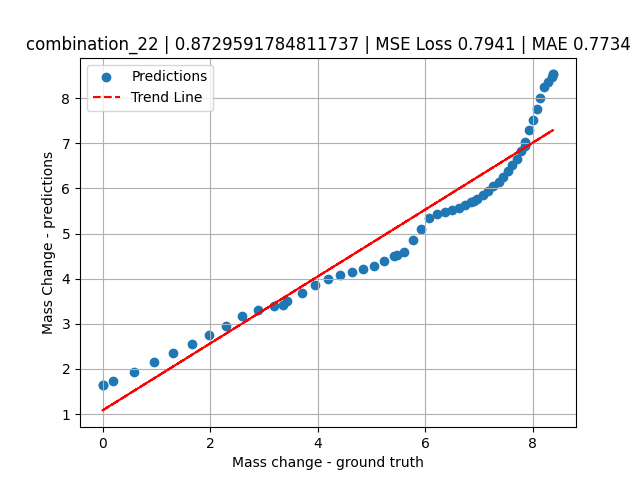 combination_22 | 0.8729591784811737 | MSE Loss 0.7941 | MAE 0.7734
Predictions
Trend Line
Mass Change - predictions
8
7
6
5
4
3
2
1
0 2 4 6 8
Mass change - ground truth